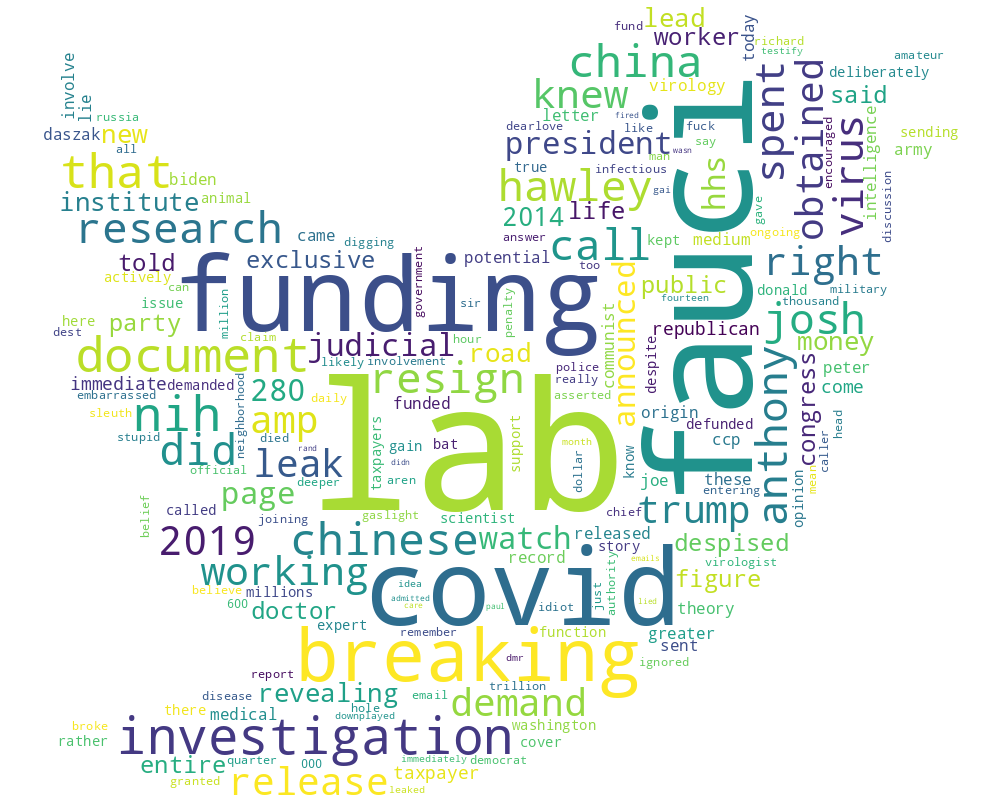 fund
lead
worker
today
richard
testify
china
knew
virology
letter
dearlove
fired
like
fuck
say
wasn
president
true
infectious
man
gai
hawley
2014
life
call
answer
kept
too
potential
fauci
hhs
gave
spent
obtained
virus
encouraged
said
deliberately
amateur
sending
army
intelligence
discussion
medium
ongoing
right
public
announced
communist
fourteen
donald
thousand
military
republican
josh
money
despite
anthony
congress
peter
come
origin
defunded
ccp
know
joe
these
entering
opinion
caller
mean
head
trump
despised
virologist
figure
theory
greater
sent
ignored
involve
lie
russia
daszak
new
all
that
biden
animal
institute
research
came
digging
told
exclusive
actively
can
issue
here
party
dest
million
claim
funding
government
sir
hour
penalty
document
judicial
likely
involvement
road
police
really
asserted
immediate
demanded
embarrassed
280
daily
resign
funded
sleuth
nih
neighborhood
amp
died
rand
taxpayers
gain
bat
support
month
dollar
stupid
did
official
leak
deeper
didn
aren
lab
page
belief
called
joining
gaslight
scientist
chief
2019
chinese
watch
released
story
record
emails
working
idea
admitted
care
covid
paul
idiot
just
authority
lied
believe
millions
600
doctor
expert
remember
function
breaking
dmr
report
trillion
disease
revealing
email
demand
there
medical
hole
downplayed
washington
broke
rather
investigation
cover
entire
quarter
000
immediately
democrat
granted
release
taxpayer
leaked